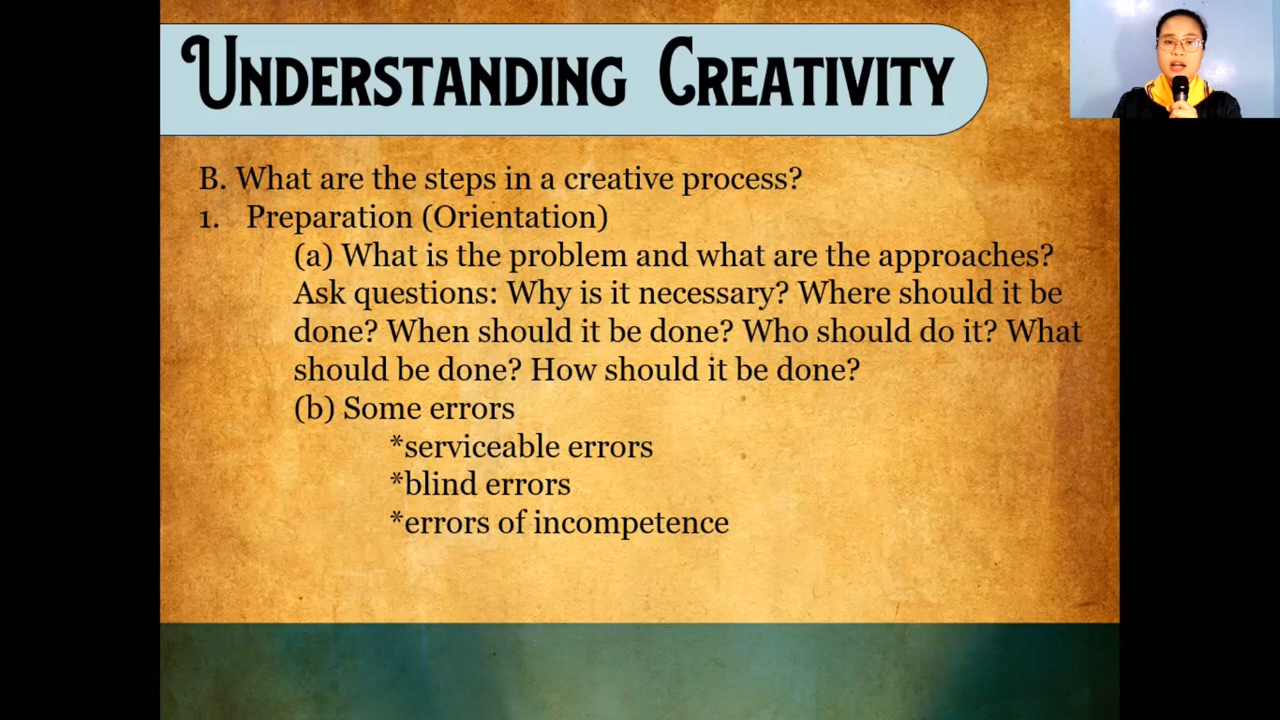 Understanding Creativity
B. What are the steps in a creative process?
1. Preparation (Orientation)
(a) What is the problem and what are the approaches?
Ask questions: Why is it necessary? Where should it be
done? When should it be done? Who should do it? What
should be done? How should it be done?
(b) Some errors
*serviceable errors
*blind errors
*errors of incompetence